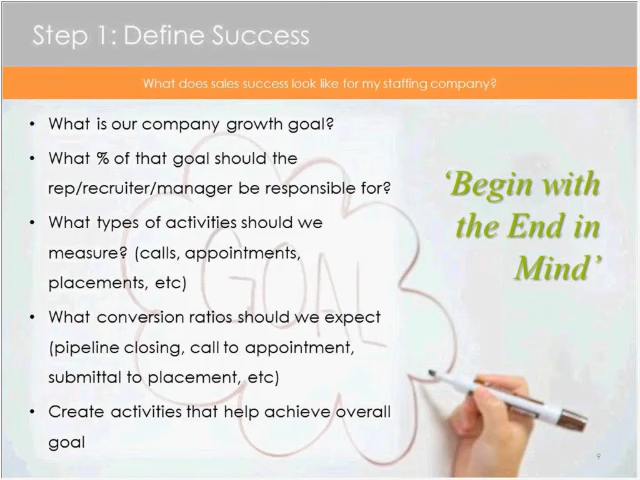 Step 1: Define Success
What does sales success look like for my staffing company?
• What is our company growth goal?
• What % of that goal should the
rep/recruiter/manager be responsible for?
• What types of activities should we
measure? (calls, appointments,
placements, etc)
• What conversion ratios should we expect
(pipeline closing, call to appointment,
submittal to placement, etc)
• Create activities that help achieve overall
goal
‘Begin with
the End in
Mind’
GOAL
9